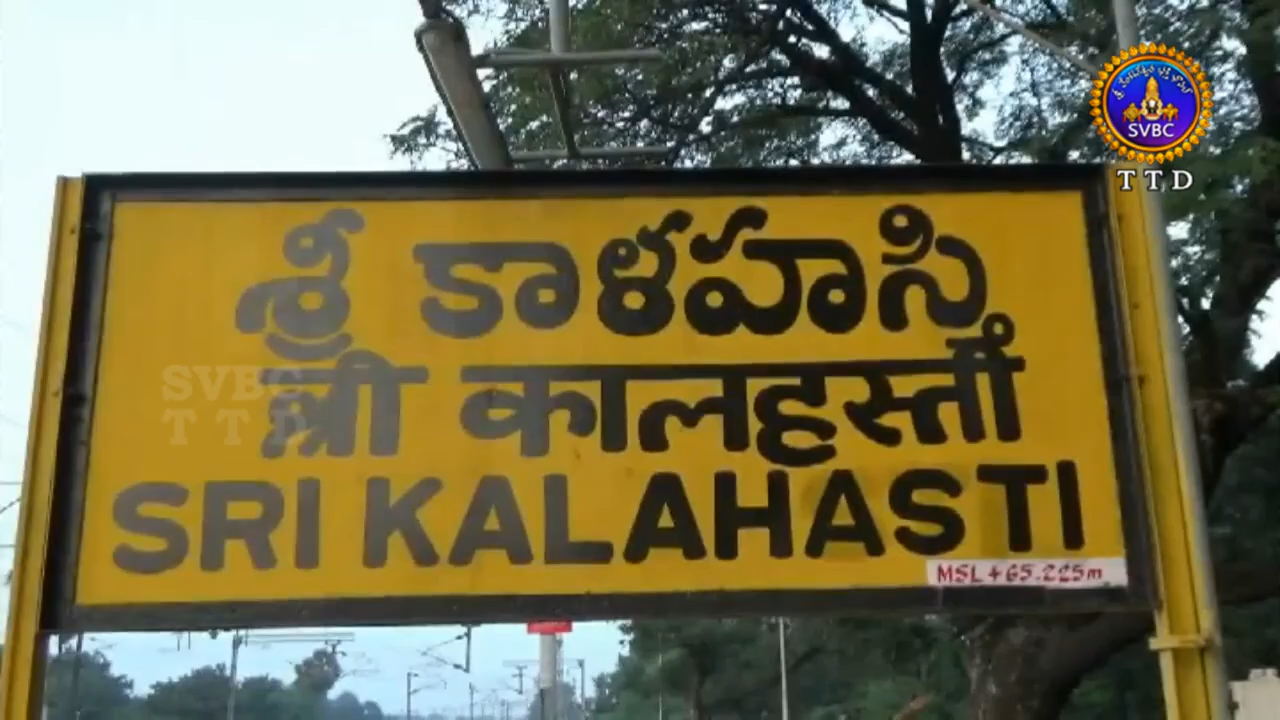 శ్రీ కాళహస్తి
श्री कालहस्ती
SRI KALAHASTI
MSL +65.225m
SVBC
TTD
SVBC
TTD